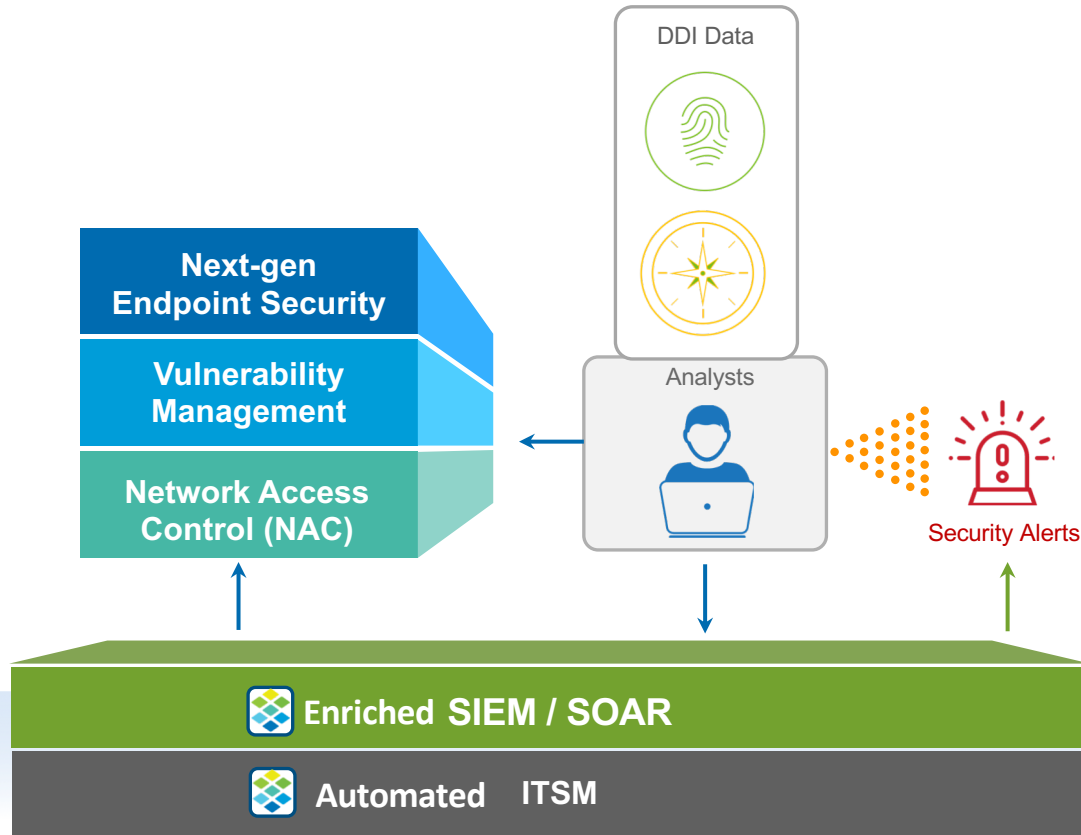 DDI Data
Next-gen
Endpoint Security
Vulnerability
Management
Network Access
Control (NAC)
Analysts
Security Alerts
Enriched SIEM / SOAR
Automated ITSM